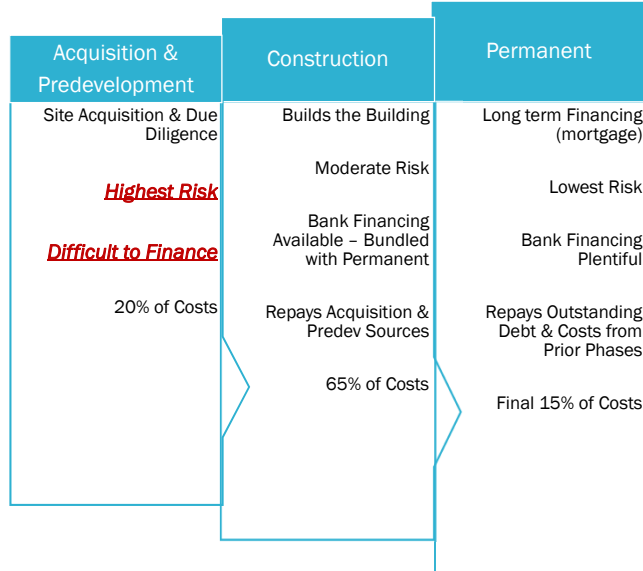 Acquisition &
Predevelopment
Site Acquisition & Due
Diligence
Highest Risk
Difficult to Finance
20% of Costs
Construction
Builds the Building
Moderate Risk
Bank Financing
Available – Bundled
with Permanent
Repays Acquisition &
Predev Sources
65% of Costs
Permanent
Long term Financing
(mortgage)
Lowest Risk
Bank Financing
Plentiful
Repays Outstanding
Debt & Costs from
Prior Phases
Final 15% of Costs